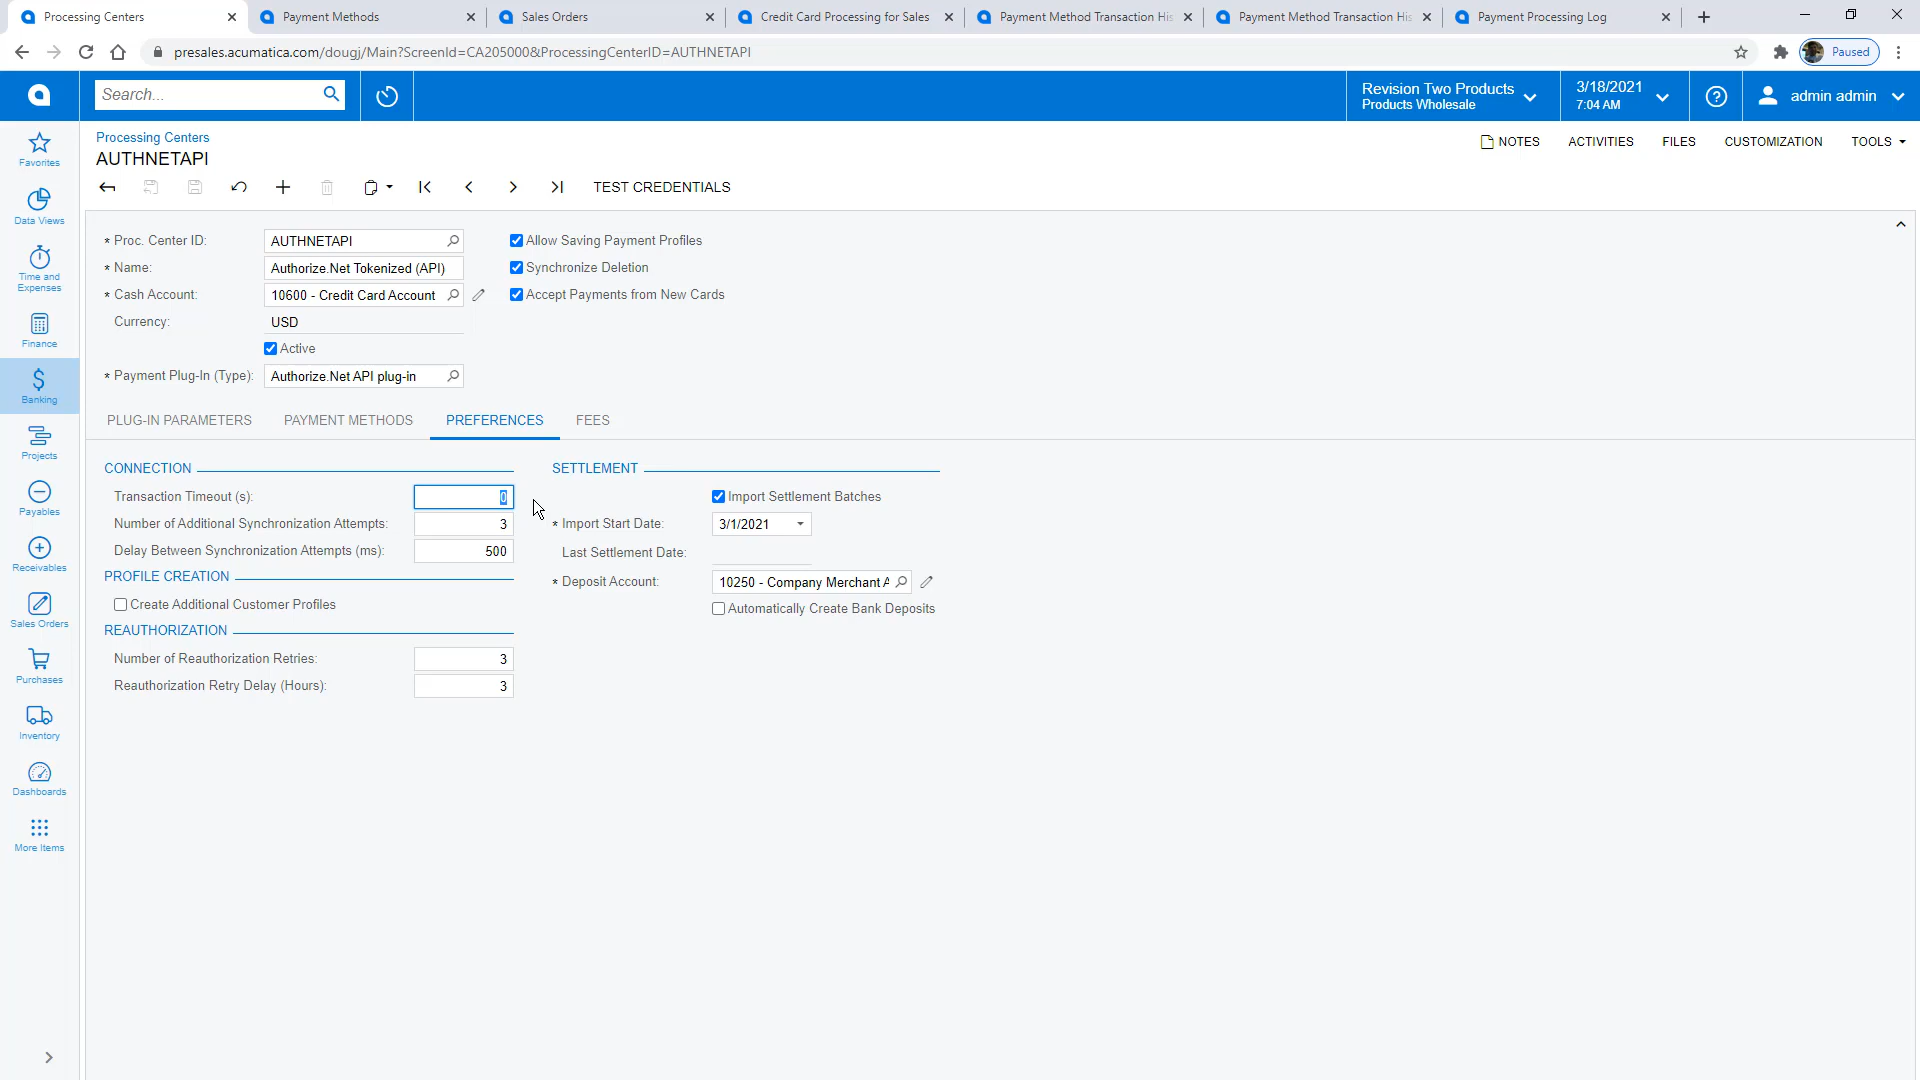 Processing Centers
Payment Methods
Sales Orders
Credit Card Processing for Sales
Payment Method Transaction His
Payment Method Transaction His
Payment Processing Log
presales.acumatica.com/dougj/Main?ScreenId=CA205000&ProcessingCenterID=AUTHNETAPI
Paused
Search...
Revision Two Products
Products Wholesale
3/18/2021
7:04 AM
admin admin
Favorites
Data Views
Time and
Expenses
Finance
Banking
Projects
Payables
Receivables
Sales Orders
Purchases
Inventory
Dashboards
More Items
Processing Centers
AUTHNETAPI
NOTES
ACTIVITIES
FILES
CUSTOMIZATION
TOOLS
TEST CREDENTIALS
* Proc. Center ID: AUTHNETAPI
* Name: Authorize.Net Tokenized (API)
* Cash Account: 10600 - Credit Card Account
Currency: USD
Active
* Payment Plug-In (Type): Authorize.Net API plug-in
Allow Saving Payment Profiles
Synchronize Deletion
Accept Payments from New Cards
PLUG-IN PARAMETERS
PAYMENT METHODS
PREFERENCES
FEES
CONNECTION
Transaction Timeout (s): 0
Number of Additional Synchronization Attempts: 3
Delay Between Synchronization Attempts (ms): 500
PROFILE CREATION
Create Additional Customer Profiles
REAUTHORIZATION
Number of Reauthorization Retries: 3
Reauthorization Retry Delay (Hours): 3
SETTLEMENT
Import Settlement Batches
* Import Start Date: 3/1/2021
Last Settlement Date:
* Deposit Account: 10250 - Company Merchant A
Automatically Create Bank Deposits